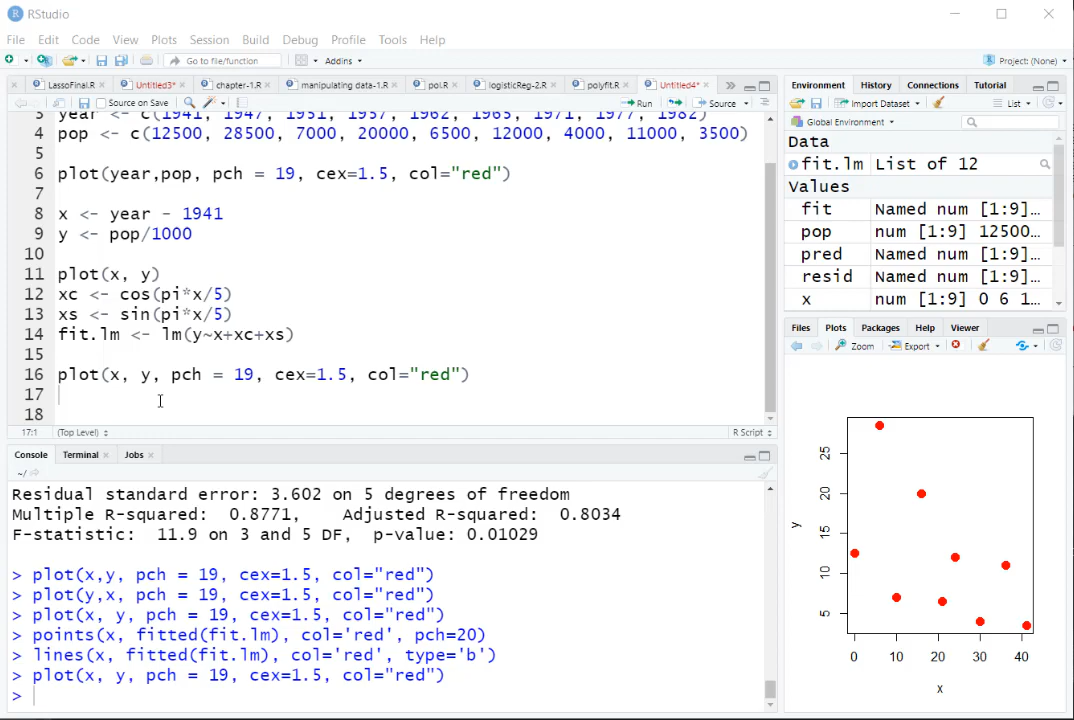 RStudio
File Edit Code View Plots Session Build Debug Profile Tools Help
Go to file/function Addins Project: (None)
LassoFinal.R × Untitled3* × chapter-1.R × manipulating data-1.R × pol.R × logisticReg-2.R × polyfit.R × Untitled4* ×
Source on Save Run Source
3 year <- c(1941, 1947, 1951, 1957, 1962, 1965, 1971, 1977, 1982)
4 pop <- c(12500, 28500, 7000, 20000, 6500, 12000, 4000, 11000, 3500)
5
6 plot(year,pop, pch = 19, cex=1.5, col="red")
7
8 x <- year - 1941
9 y <- pop/1000
10
11 plot(x, y)
12 xc <- cos(pi*x/5)
13 xs <- sin(pi*x/5)
14 fit.lm <- lm(y~x+xc+xs)
15
16 plot(x, y, pch = 19, cex=1.5, col="red")
17
18
17:1 (Top Level) R Script
Console Terminal × Jobs ×
~/
Residual standard error: 3.602 on 5 degrees of freedom
Multiple R-squared: 0.8771, Adjusted R-squared: 0.8034
F-statistic: 11.9 on 3 and 5 DF, p-value: 0.01029
> plot(x,y, pch = 19, cex=1.5, col="red")
> plot(y,x, pch = 19, cex=1.5, col="red")
> plot(x, y, pch = 19, cex=1.5, col="red")
> points(x, fitted(fit.lm), col='red', pch=20)
> lines(x, fitted(fit.lm), col='red', type='b')
> plot(x, y, pch = 19, cex=1.5, col="red")
>
Environment History Connections Tutorial
Import Dataset List
Global Environment
Data
fit.lm List of 12
Values
fit Named num [1:9]…
pop num [1:9] 12500…
pred Named num [1:9]…
resid Named num [1:9]…
x num [1:9] 0 6 1…
Files Plots Packages Help Viewer
Zoom Export
25
20
15
10
5
y
0 10 20 30 40
x